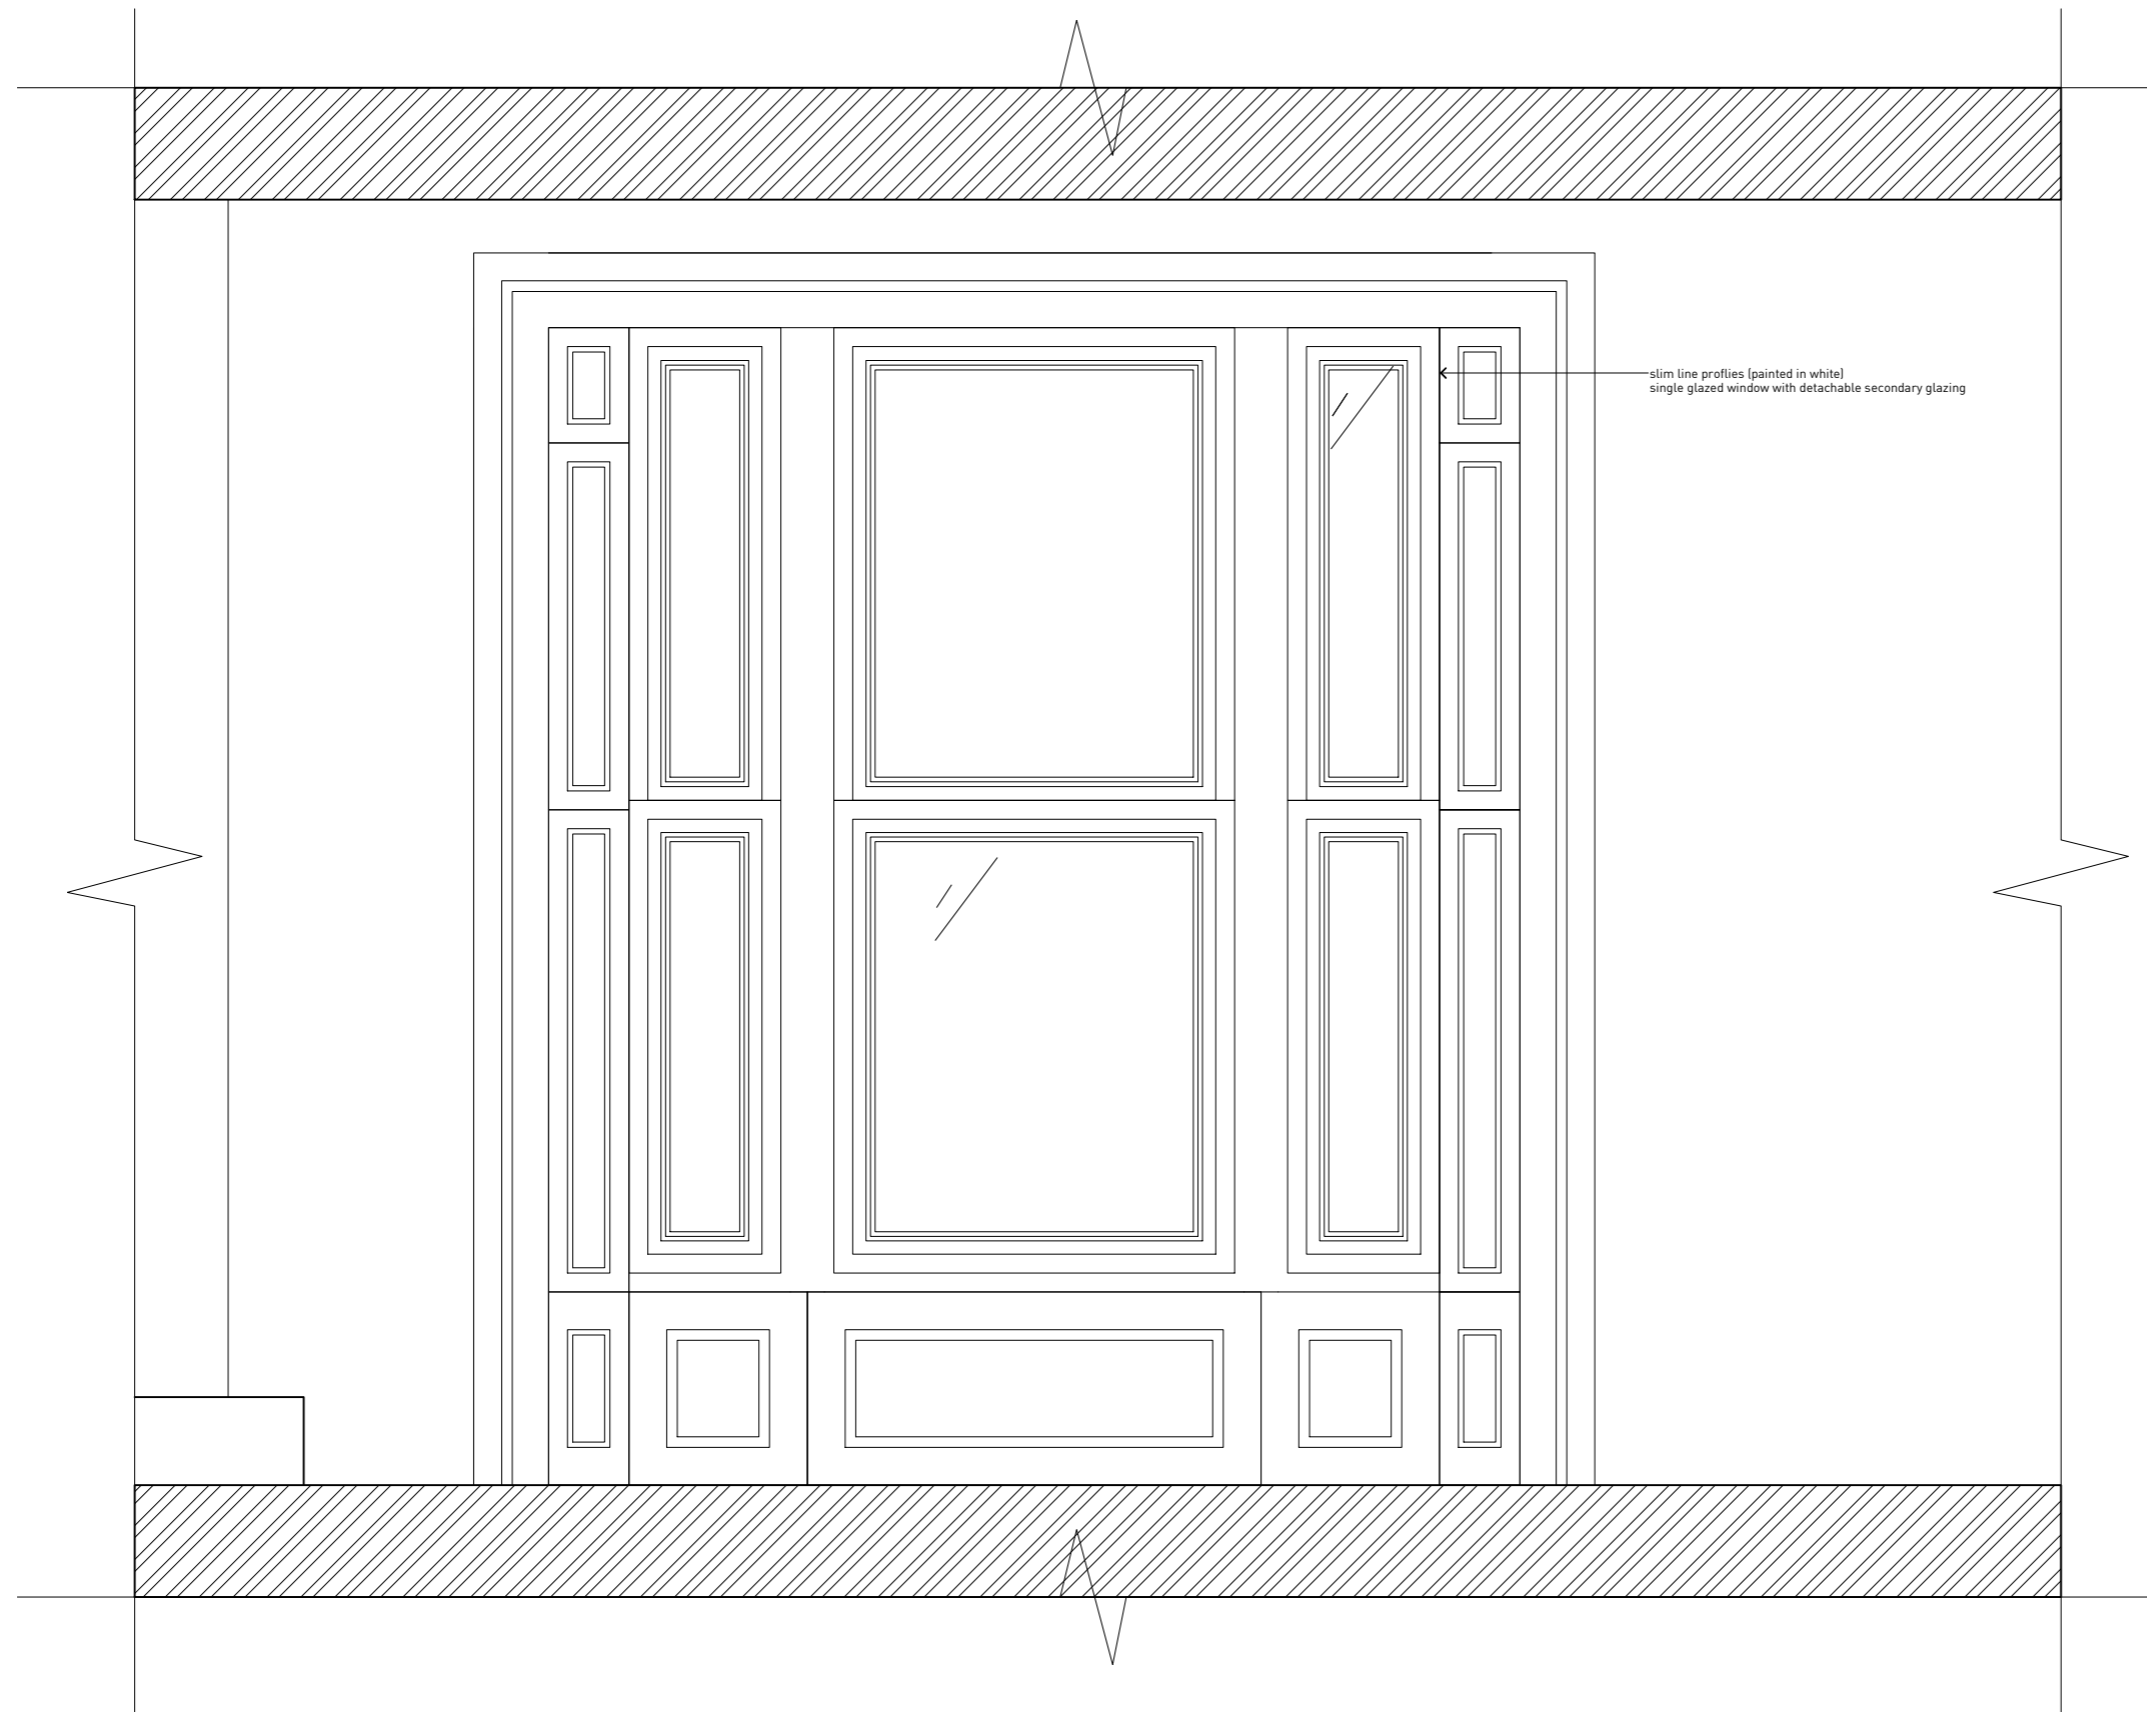 slim line proflies (painted in white)
single glazed window with detachable secondary glazing